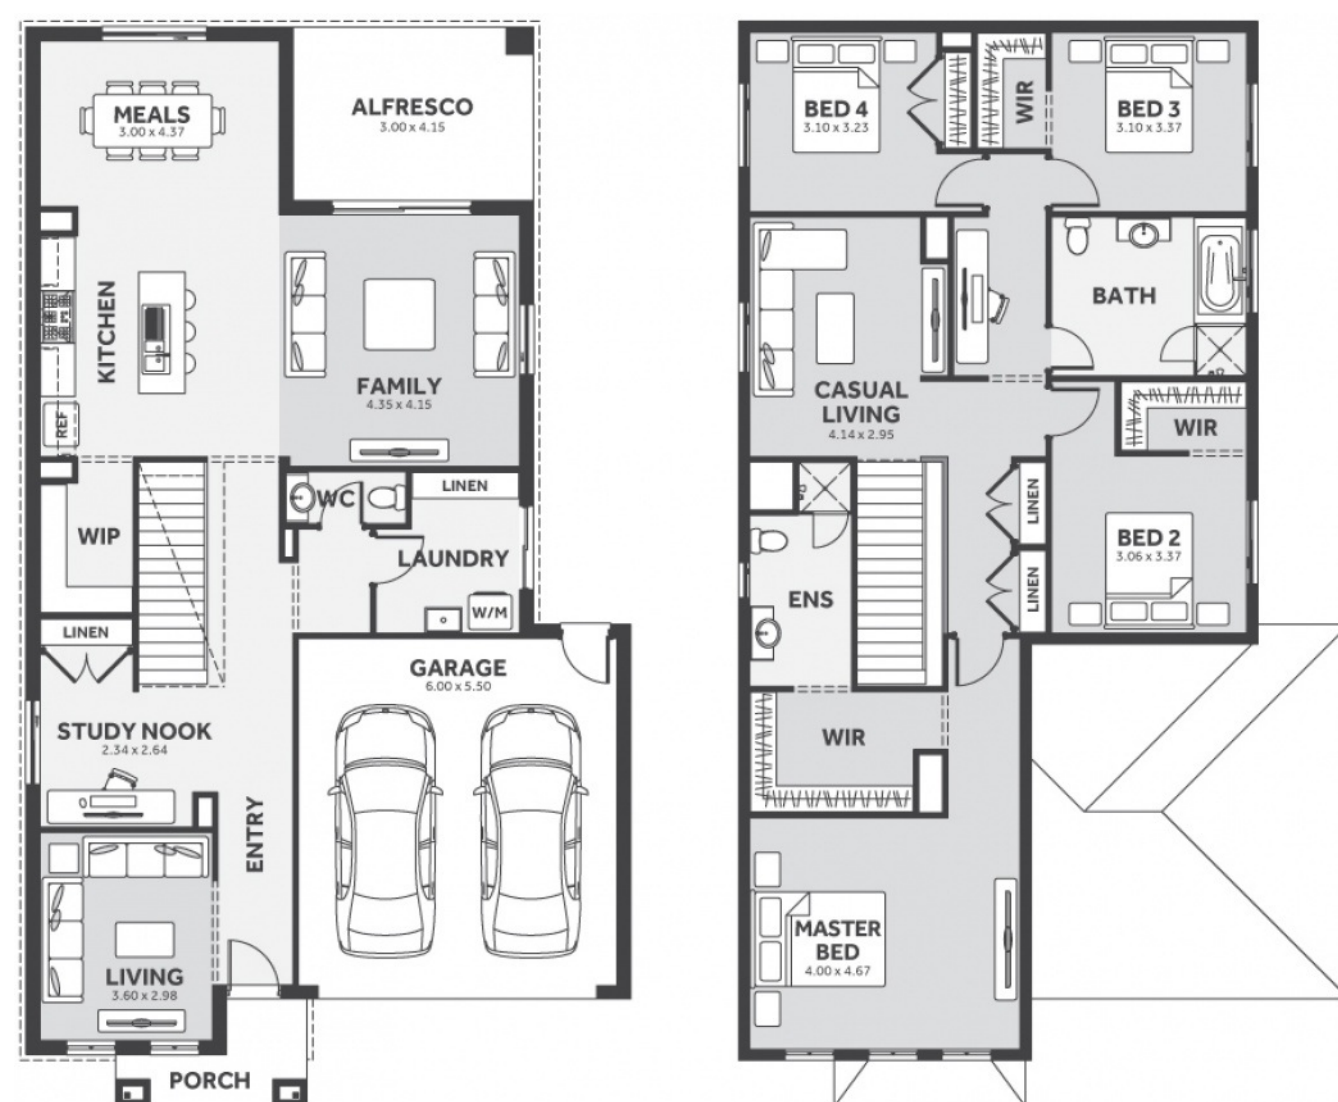 MEALS
3.00 x 4.37
ALFRESCO
3.00 x 4.15
KITCHEN
REF
FAMILY
4.35 x 4.15
WC
LINEN
WIP
LAUNDRY
W/M
LINEN
GARAGE
6.00 x 5.50
STUDY NOOK
2.34 x 2.64
ENTRY
LIVING
3.60 x 2.98
PORCH
BED 4
3.10 x 3.23
WIR
BED 3
3.10 x 3.37
BATH
CASUAL
LIVING
4.14 x 2.95
WIR
LINEN
BED 2
3.06 x 3.37
LINEN
ENS
WIR
MASTER
BED
4.00 x 4.67